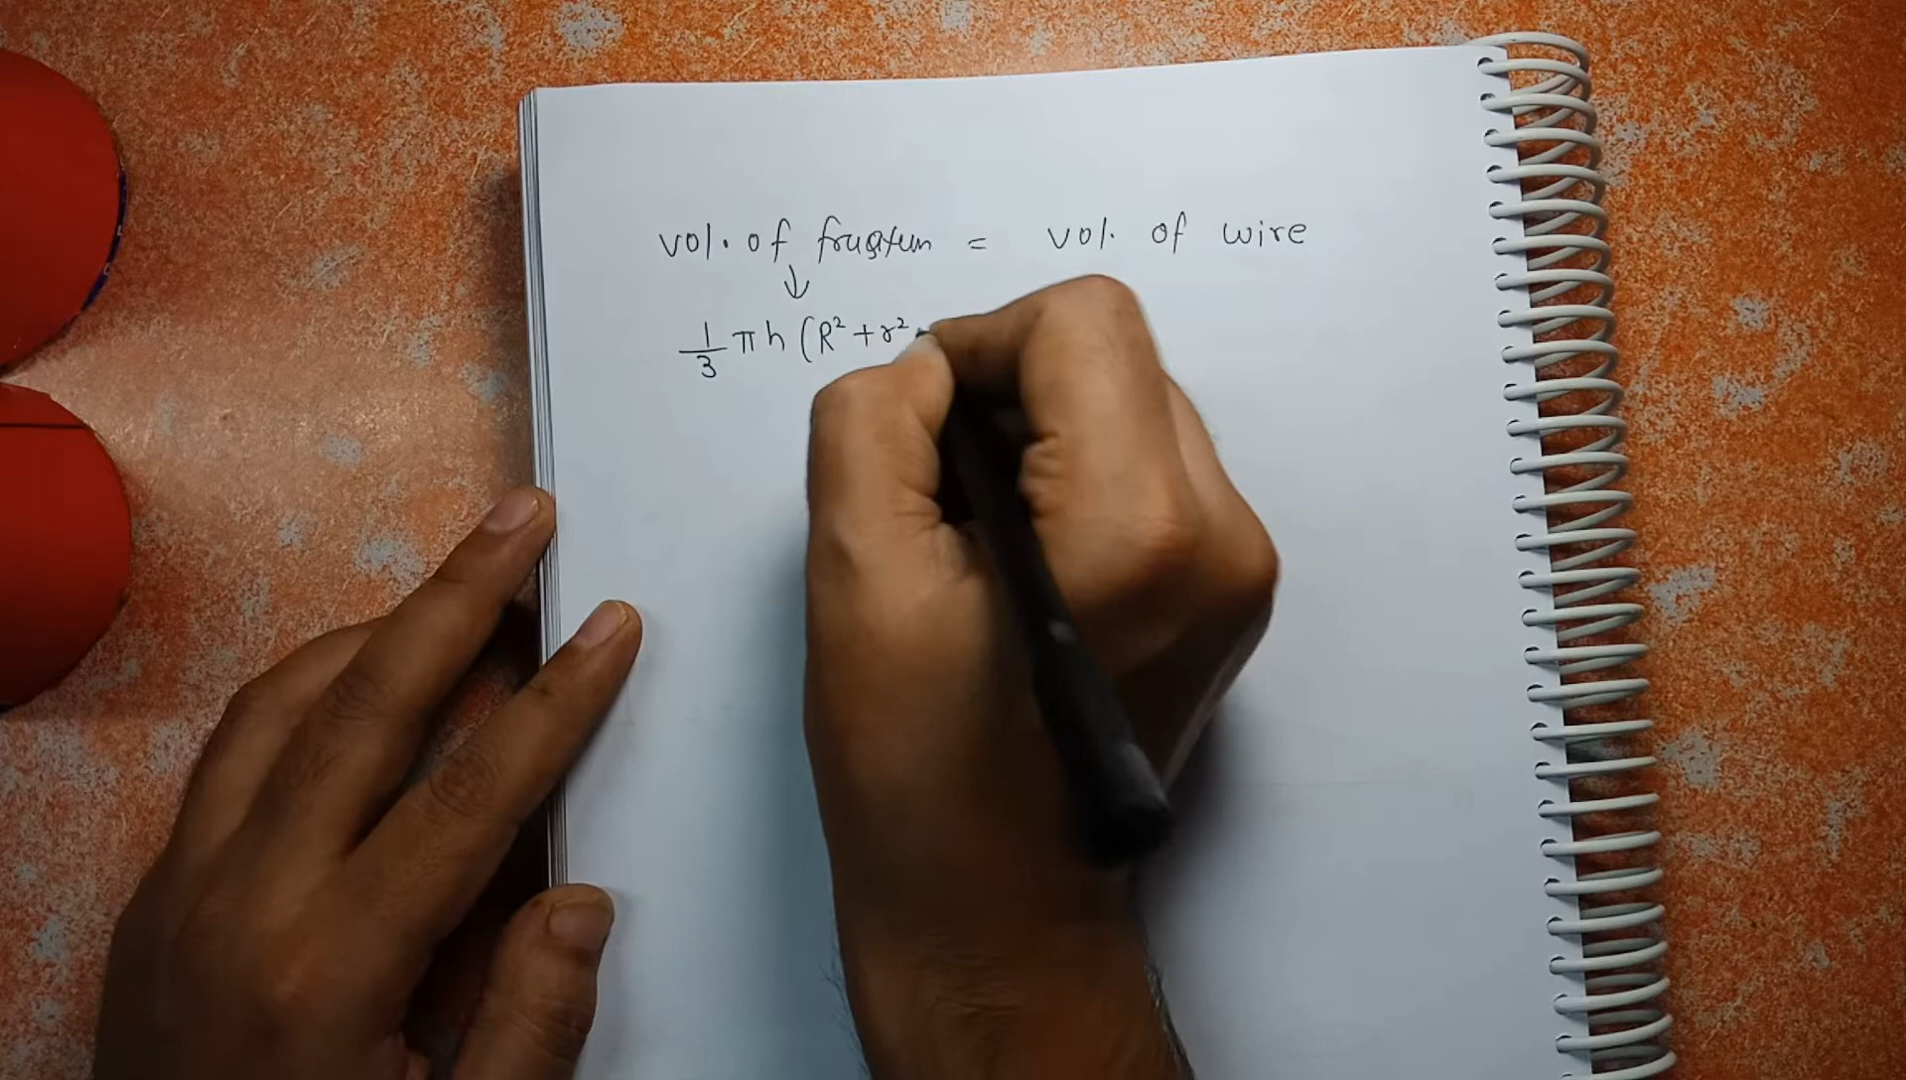 vol. of frustum = vol. of wire
↓
1/3 πh (R² + r²